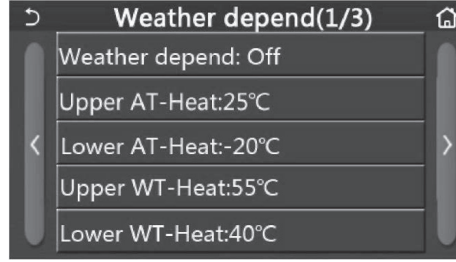 Weather depend(1/3)
Weather depend: Off
Upper AT-Heat:25℃
Lower AT-Heat:-20℃
Upper WT-Heat:55℃
Lower WT-Heat:40℃